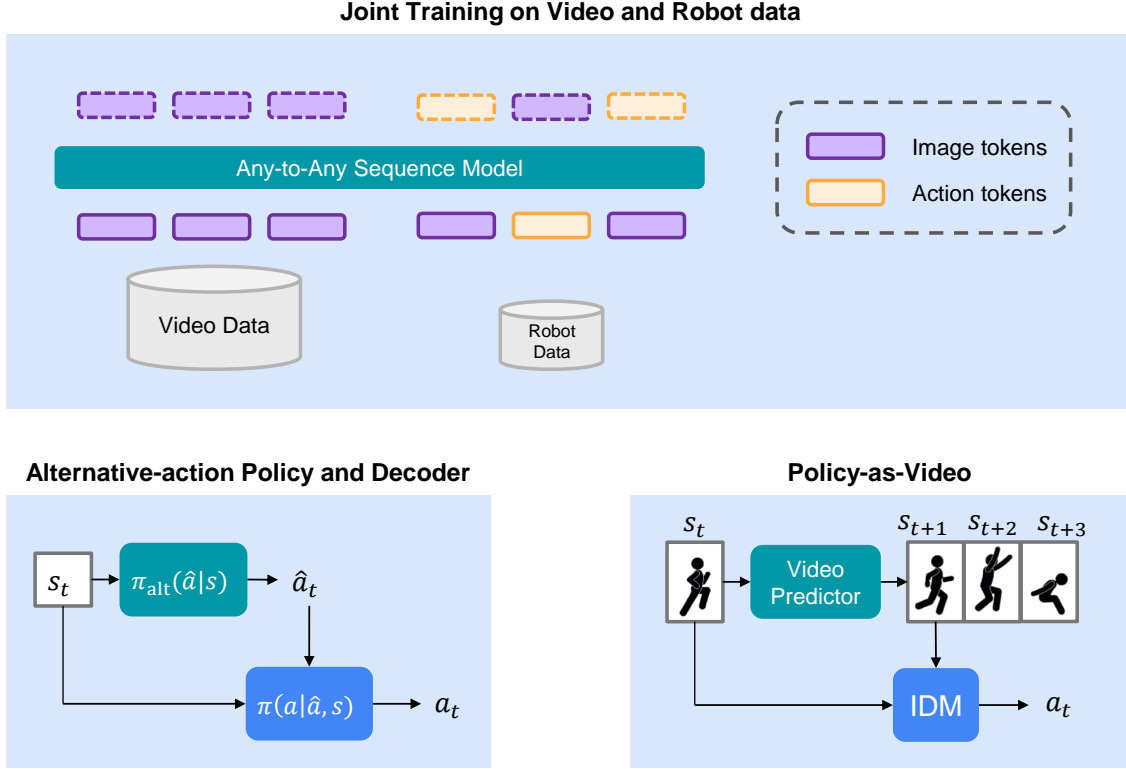 Joint Training on Video and Robot data
Any-to-Any Sequence Model
Image tokens
Action tokens
Video Data
Robot
Data
Alternative-action Policy and Decoder
s_t
π_alt(â|s)
â_t
π(a|â, s)
a_t
Policy-as-Video
s_t
s_{t+1}
s_{t+2}
s_{t+3}
Video
Predictor
IDM
a_t